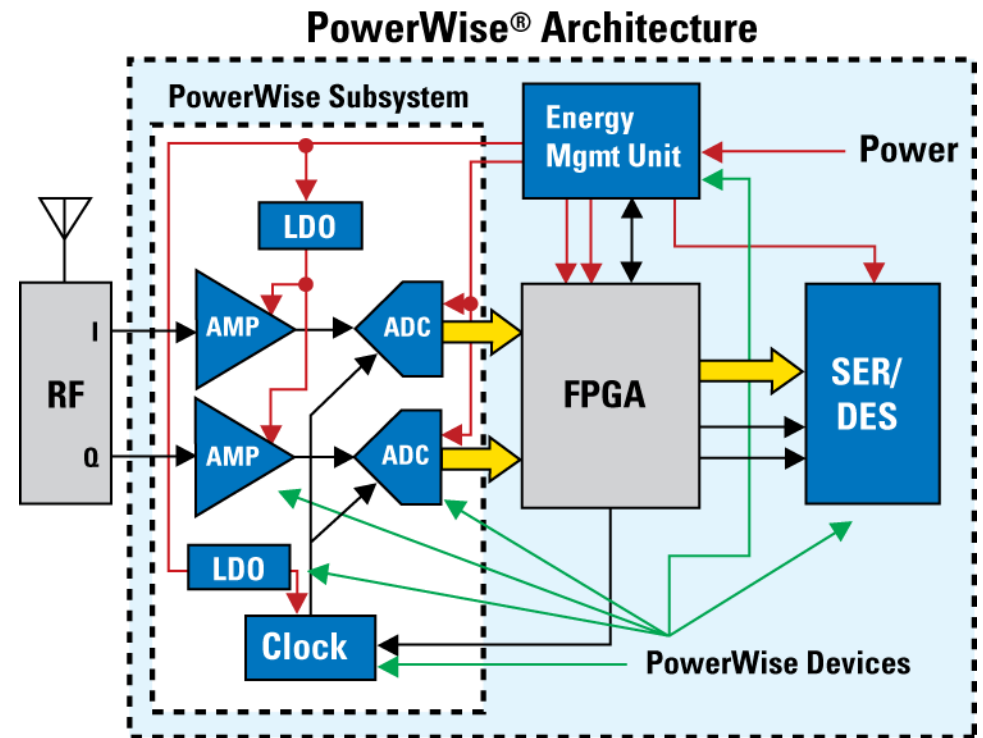 PowerWise® Architecture
PowerWise Subsystem
Energy
Mgmt Unit
Power
LDO
I
AMP
ADC
RF
FPGA
SER/
DES
Q
AMP
ADC
LDO
Clock
PowerWise Devices